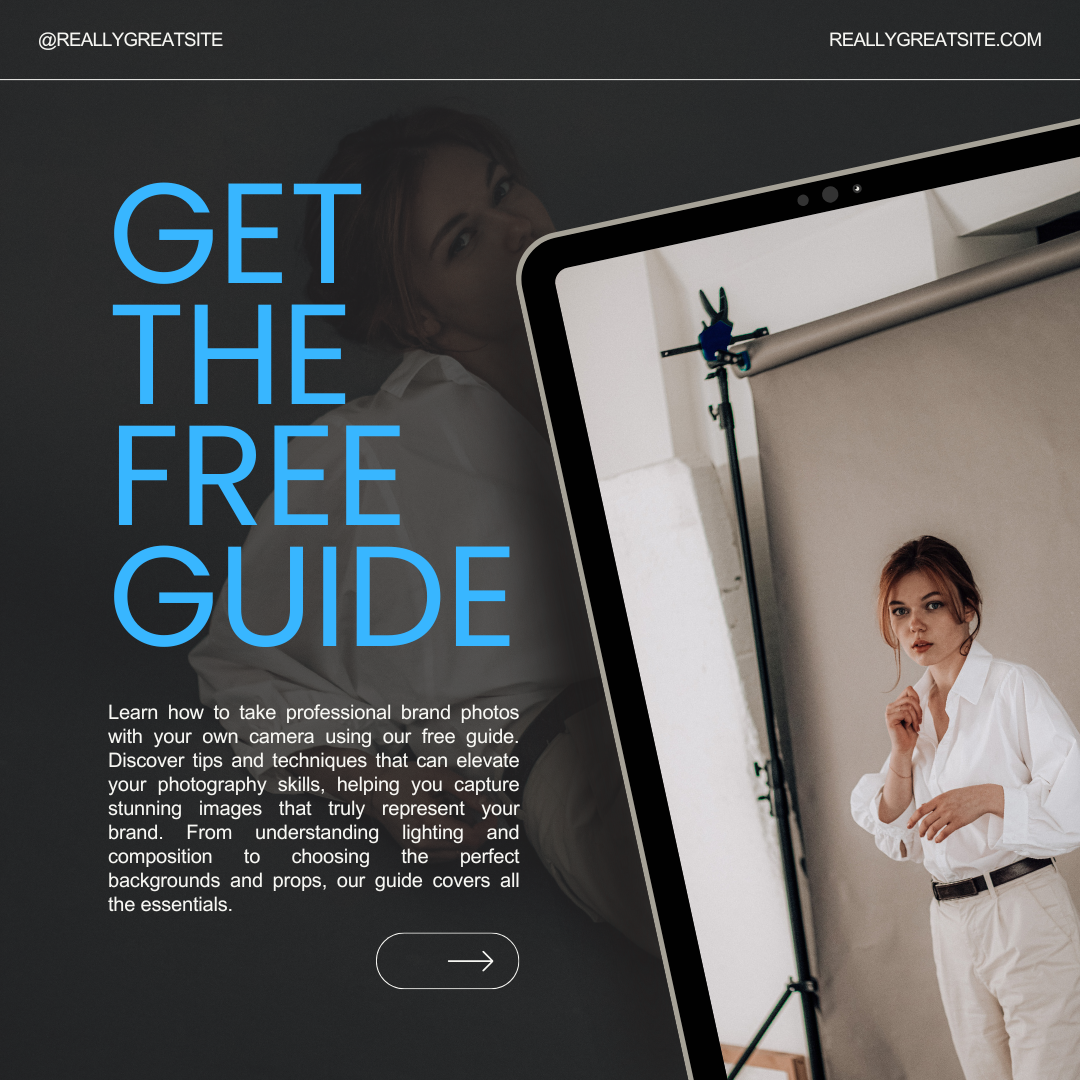 @REALLYGREATSITE
REALLYGREATSITE.COM
GET
THE
FREE
GUIDE
Learn how to take professional brand photos
with your own camera using our free guide.
Discover tips and techniques that can elevate
your photography skills, helping you capture
stunning images that truly represent your
brand. From understanding lighting and
composition to choosing the perfect
backgrounds and props, our guide covers all
the essentials.